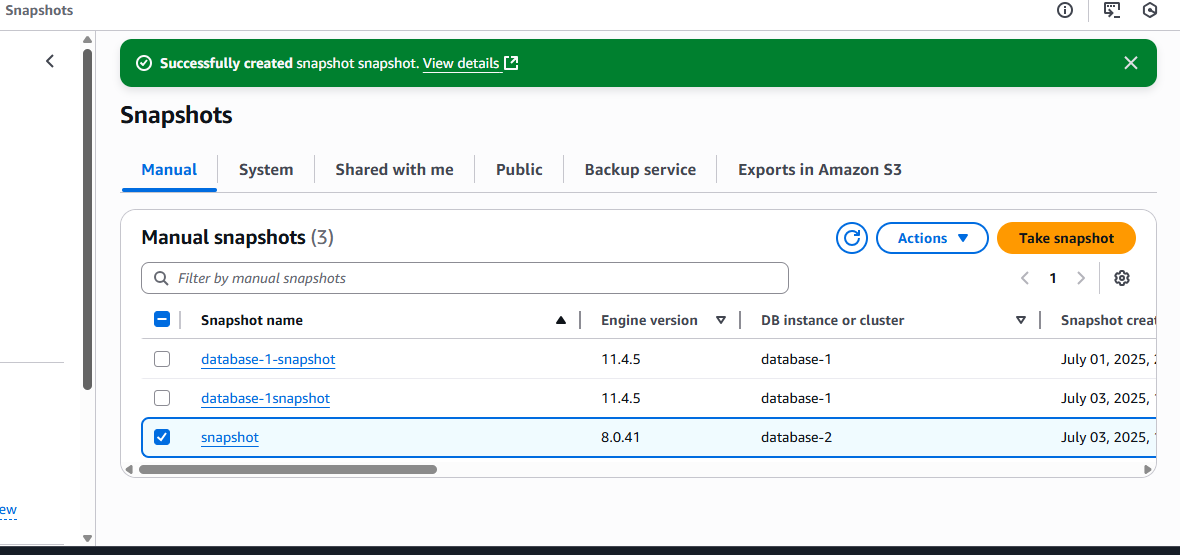 Snapshots
Successfully created snapshot snapshot. View details
Snapshots
Manual System Shared with me Public Backup service Exports in Amazon S3
Manual snapshots (3) Actions Take snapshot
Filter by manual snapshots 1
Snapshot name Engine version DB instance or cluster Snapshot
database-1-snapshot 11.4.5 database-1 July 01, 2025,
database-1snapshot 11.4.5 database-1 July 03, 2025,
snapshot 8.0.41 database-2 July 03, 2025,